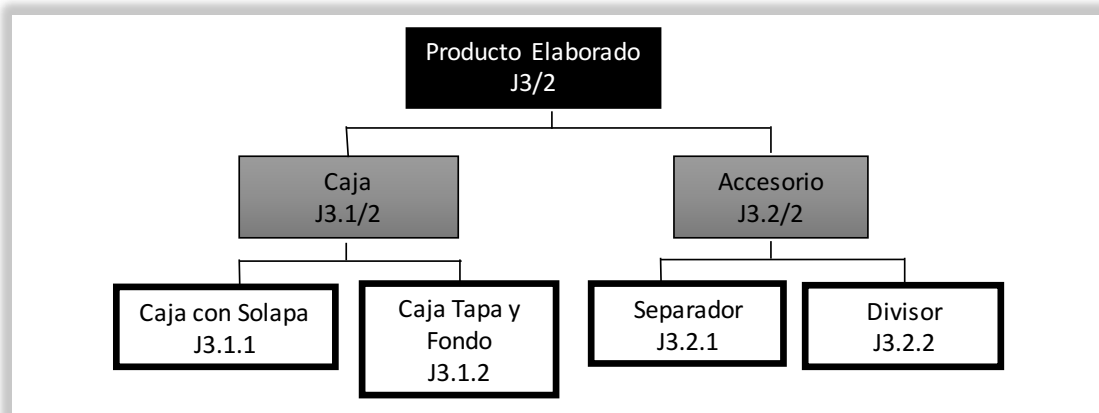 Producto Elaborado
J3/2
Caja
J3.1/2
Accesorio
J3.2/2
Caja con Solapa
J3.1.1
Caja Tapa y
Fondo
J3.1.2
Separador
J3.2.1
Divisor
J3.2.2